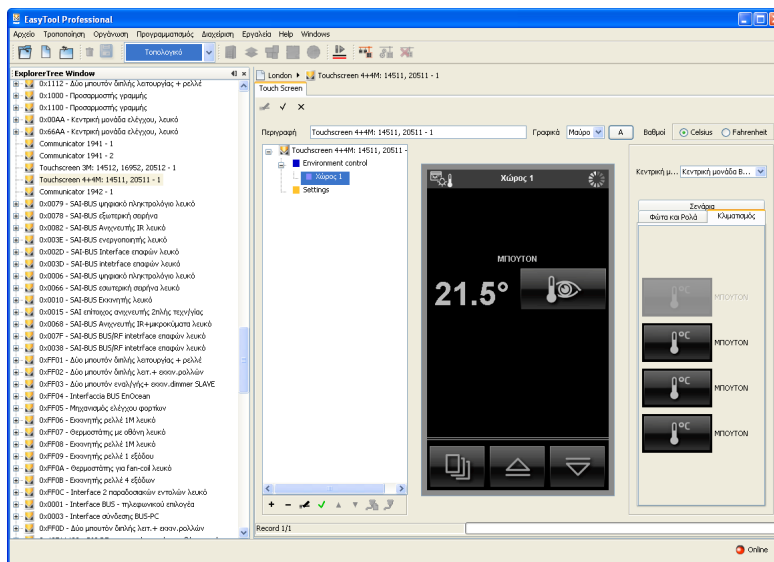 EasyTool Professional
Αρχείο Τροποποίηση Οργάνωση Προγραμματισμός Διαχείριση Εργαλεία Help Windows
Τοπολογικό
ExplorerTree Window
0x1112 - Δύο μπουτόν διπλής λειτουργίας + ρελλέ
0x1000 - Προσαρμοστής γραμμής
0x1100 - Προσαρμοστής γραμμής
0x00AA - Κεντρική μονάδα ελέγχου, λευκό
0x66AA - Κεντρική μονάδα ελέγχου, λευκό
Communicator 1941 - 1
Communicator 1941 - 2
Touchscreen 3M: 14512, 16952, 20512 - 1
Touchscreen 4+4M: 14511, 20511 - 1
Communicator 1942 - 1
0x0079 - SAI-BUS ψηφιακό πληκτρολόγιο λευκό
0x0078 - SAI-BUS εξωτερική σειρήνα
0x0082 - SAI-BUS Ανιχνευτής IR λευκό
0x003E - SAI-BUS ενεργοποιητής λευκό
0x002D - SAI-BUS Interface επαφών λευκό
0x003D - SAI-BUS intetrface επαφών λευκό
0x0006 - SAI-BUS ψηφιακό πληκτρολόγιο λευκό
0x0066 - SAI-BUS εσωτερική σειρήνα λευκό
0x0010 - SAI-BUS Εκκινητής λευκό
0x0015 - SAI επίτοιχος ανιχνευτής 2πλής τεχν/γίας
0x0068 - SAI-BUS Ανιχνευτής IR+μικροκύματα λευκό
0x007F - SAI-BUS BUS/RF intetrface επαφών λευκό
0x0038 - SAI-BUS BUS/RF intetrface επαφών λευκό
0xFF01 - Δύο μπουτόν διπλής λειτουργίας + ρελλέ
0xFF02 - Δύο μπουτόν διπλής λειτ.+ εκκιν.ρολλών
0xFF03 - Δύο μπουτόν εναλ/γής+ εκκιν.dimmer SLAVE
0xFF04 - Interfaccia BUS EnOcean
0xFF05 - Μηχανισμός ελέγχου φορτίων
0xFF06 - Εκκινητής ρελλέ 1M λευκό
0xFF07 - Θερμοστάτης με οθόνη λευκό
0xFF08 - Εκκινητής ρελλέ 1M λευκό
0xFF09 - Εκκινητής ρελλέ 1 εξόδου
0xFF0A - Θερμοστάτης για fan-coil λευκό
0xFF0B - Εκκινητής ρελλέ 4 εξόδων
0xFF0C - Interface 2 παραδοσιακών εντολών λευκό
0x0001 - Interface BUS - τηλεφωνικού επιλογέα
0x0003 - Interface σύνδεσης BUS-PC
0xFF0D - Δύο μπουτόν διπλής λειτ.+ εκκιν.ρολλών
London Touchscreen 4+4M: 14511, 20511 - 1
Touch Screen
Περιγραφή Touchscreen 4+4M: 14511, 20511 - 1 Γραφικά Μαύρο A Βαθμοί Celsius Fahrenheit
Touchscreen 4+4M: 14511, 20511 -
Environment control
Χώρος 1
Settings
Record 1/1
Χώρος 1
ΜΠΟΥΤΟΝ
21.5°
Κεντρική μ... Κεντρική μονάδα Β...
Σενάρια
Φώτα και Ρολά Κλιματισμός
°C ΜΠΟΥΤΟΝ
°C ΜΠΟΥΤΟΝ
°C ΜΠΟΥΤΟΝ
°C ΜΠΟΥΤΟΝ
Online